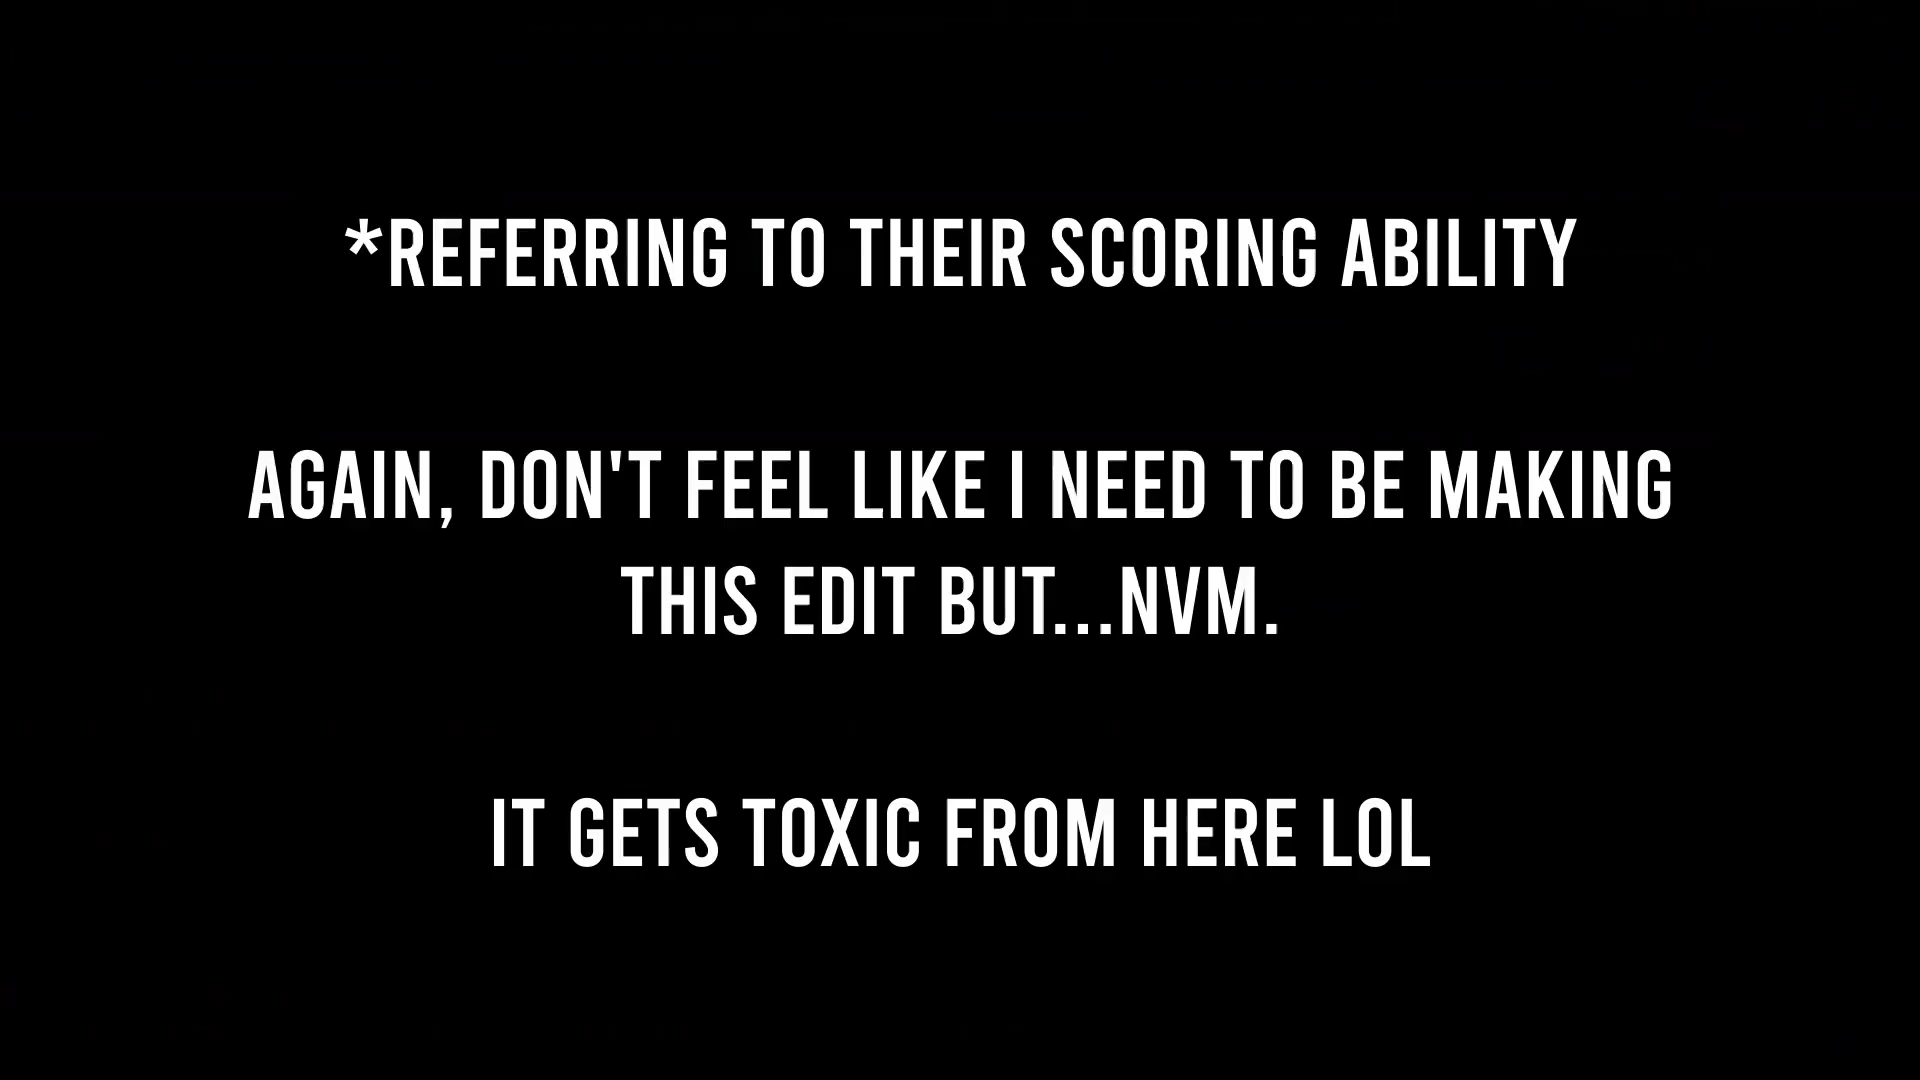 *REFERRING TO THEIR SCORING ABILITY
AGAIN, DON'T FEEL LIKE I NEED TO BE MAKING
THIS EDIT BUT...NVM.
IT GETS TOXIC FROM HERE LOL